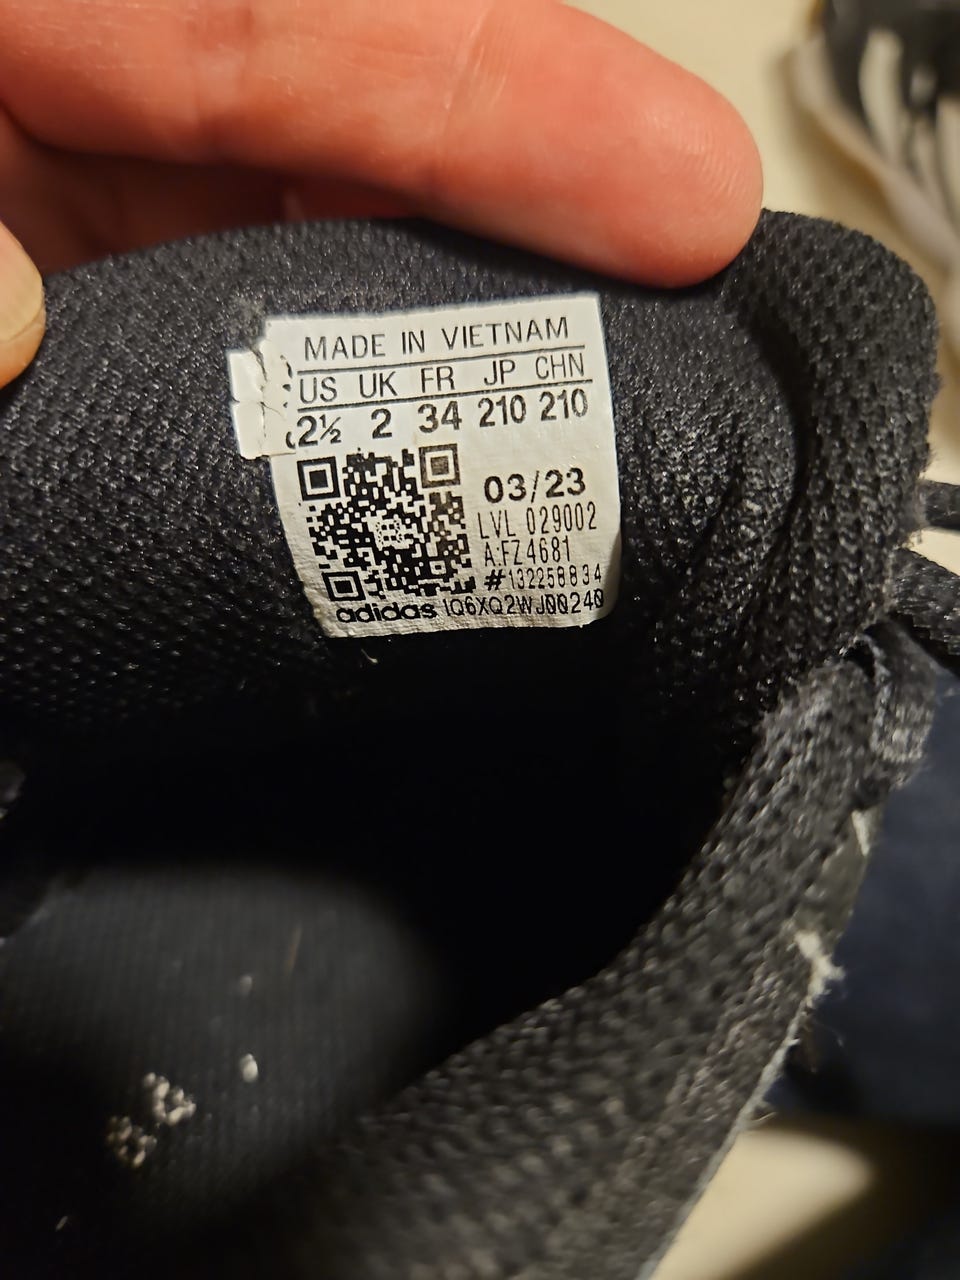 MADE IN VIETNAM
US UK FR JP CHN
2½ 2 34 210 210
03/23
LVL 029002
A.FZ4681
#132258834
adidas 1Q6XQ2WJ00240